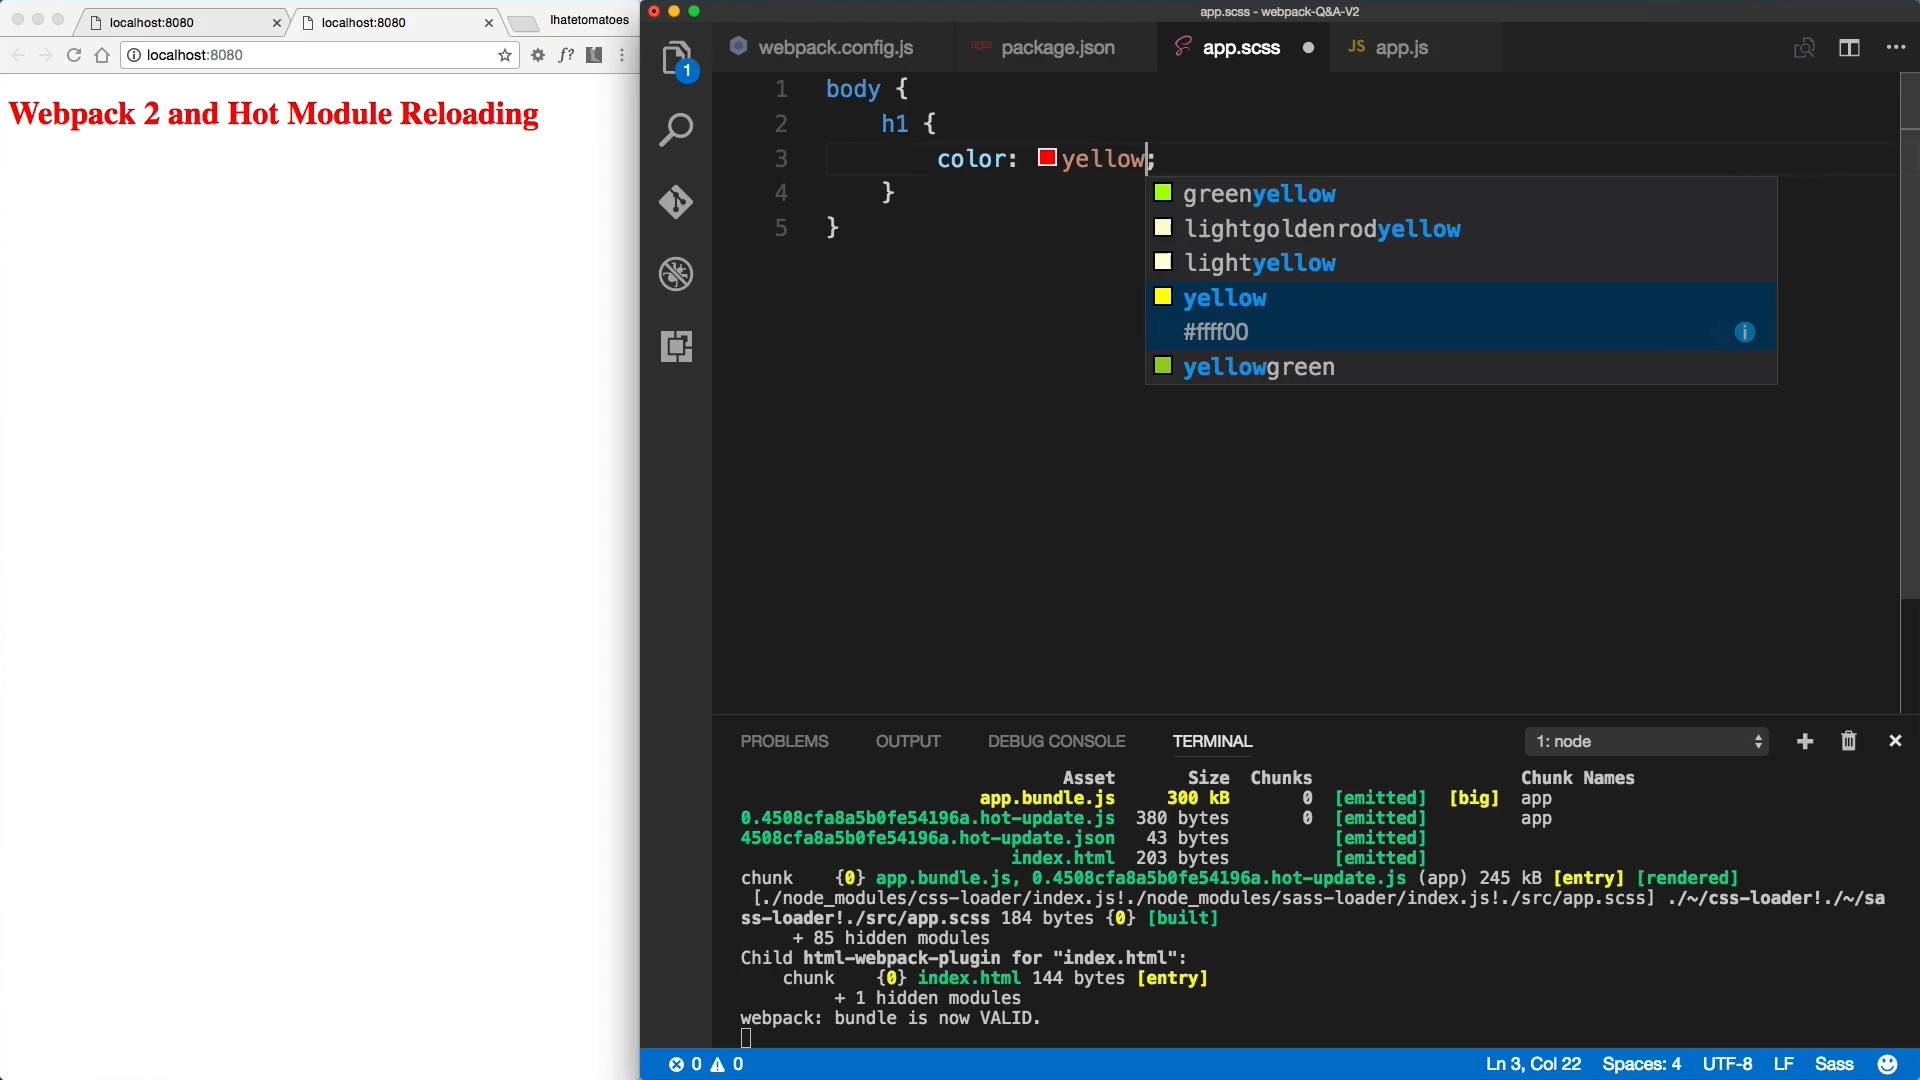 localhost:8080
localhost:8080
Ihatetomatoes
localhost:8080
f?
Webpack 2 and Hot Module Reloading
app.scss - webpack-Q&A-V2
1
webpack.config.js
package.json
app.scss
JS app.js
1 body {
2 h1 {
3 color: yellow;
4 }
5 }
greenyellow
lightgoldenrodyellow
lightyellow
yellow
#ffff00
yellowgreen
PROBLEMS OUTPUT DEBUG CONSOLE TERMINAL 1: node
Asset Size Chunks Chunk Names
app.bundle.js 300 kB 0 [emitted] [big] app
0.4508cfa8a5b0fe54196a.hot-update.js 380 bytes 0 [emitted] app
4508cfa8a5b0fe54196a.hot-update.json 43 bytes [emitted]
index.html 203 bytes [emitted]
chunk {0} app.bundle.js, 0.4508cfa8a5b0fe54196a.hot-update.js (app) 245 kB [entry] [rendered]
[./node_modules/css-loader/index.js!./node_modules/sass-loader/index.js!./src/app.scss] ./~/css-loader!./~/sa
ss-loader!./src/app.scss 184 bytes {0} [built]
+ 85 hidden modules
Child html-webpack-plugin for "index.html":
chunk {0} index.html 144 bytes [entry]
+ 1 hidden modules
webpack: bundle is now VALID.
0 0 Ln 3, Col 22 Spaces: 4 UTF-8 LF Sass